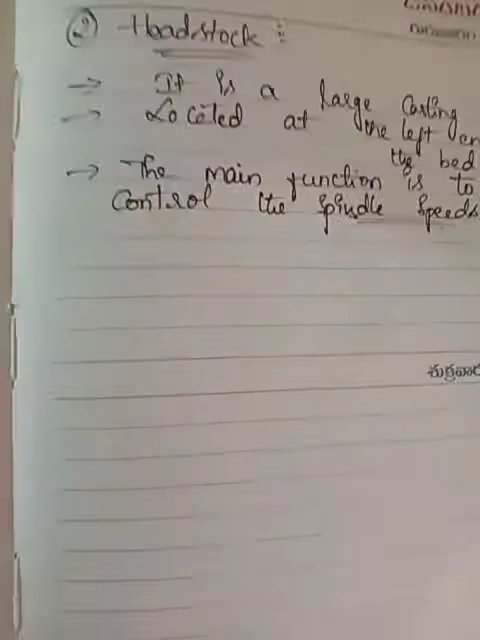 ② Headstock :
→ It is a large Casting
→ Located at the left en
the bed
→ The main function is to
Control the Spindle Speeds
శుక్రవార